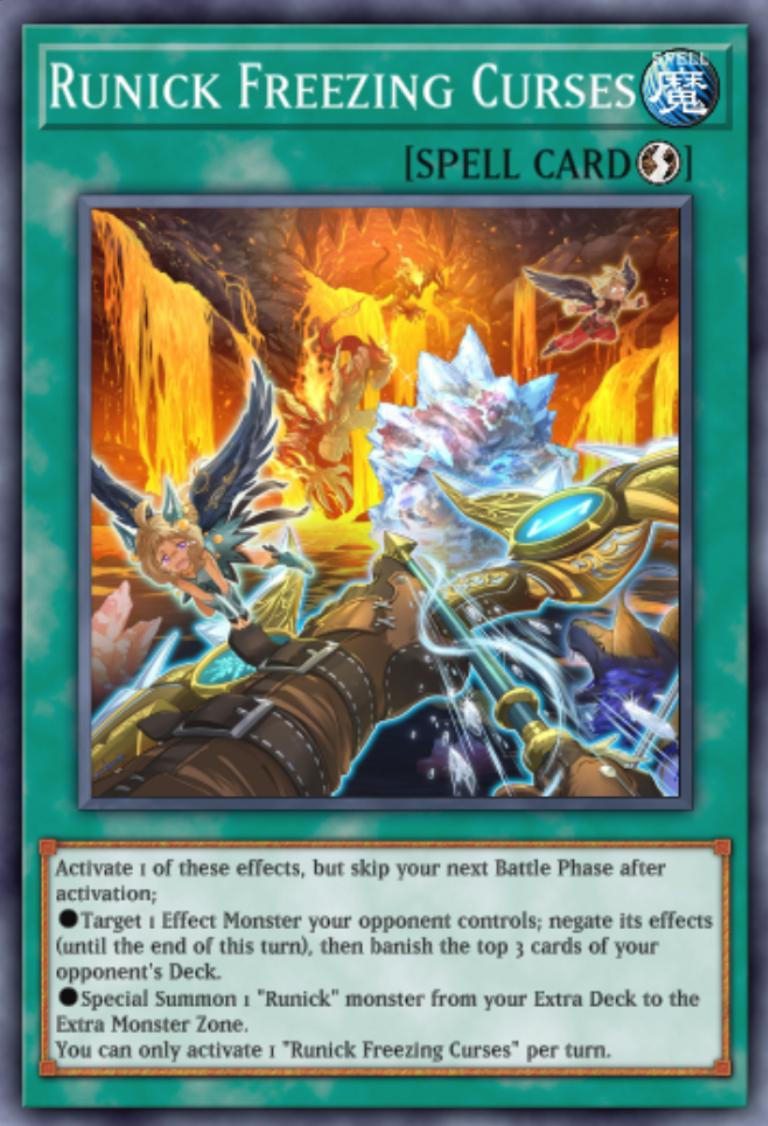 RUNICK FREEZING CURSES
SPELL
魔
[SPELL CARD]
Activate 1 of these effects, but skip your next Battle Phase after
activation;
●Target 1 Effect Monster your opponent controls; negate its effects
(until the end of this turn), then banish the top 3 cards of your
opponent's Deck.
●Special Summon 1 "Runick" monster from your Extra Deck to the
Extra Monster Zone.
You can only activate 1 "Runick Freezing Curses" per turn.